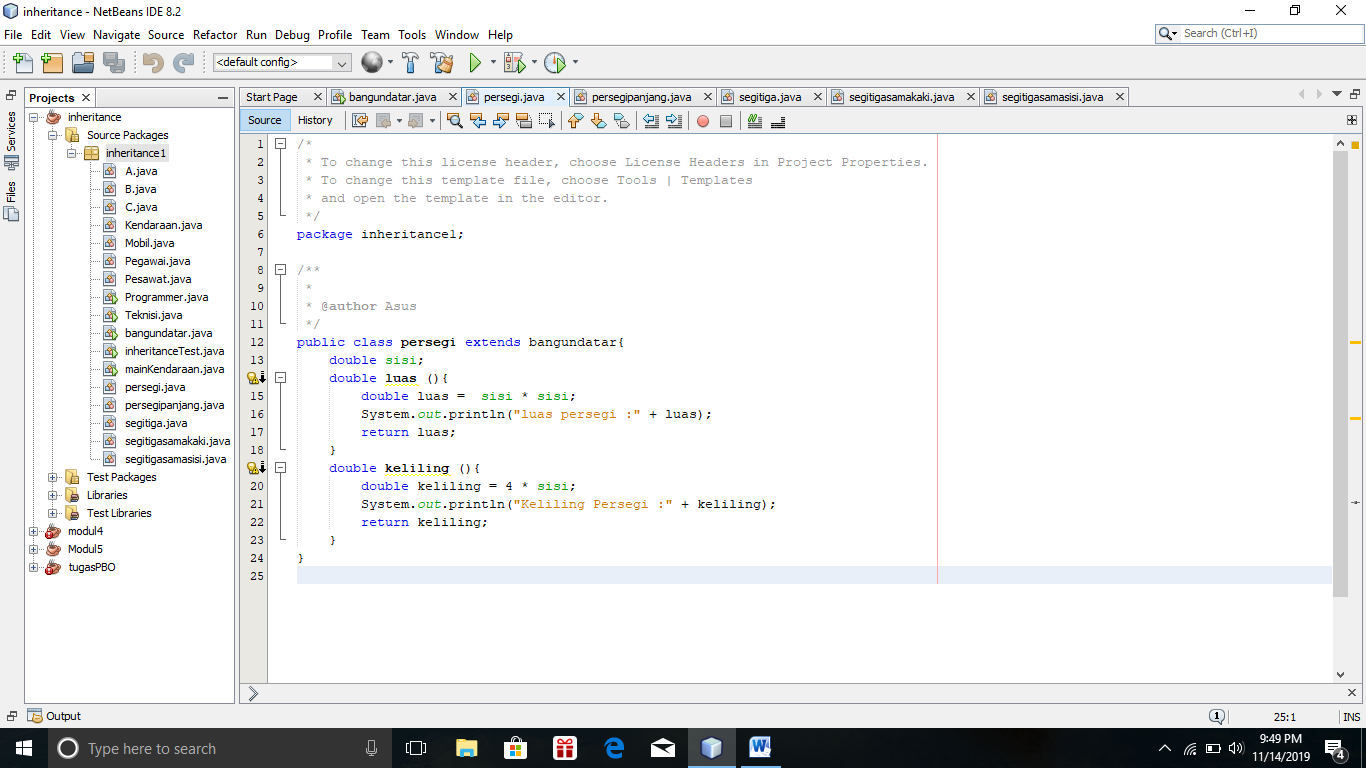 inheritance - NetBeans IDE 8.2
File Edit View Navigate Source Refactor Run Debug Profile Team Tools Window Help
Search (Ctrl+I)
<default config>
Projects
Services
Files
inheritance
Source Packages
inheritance1
A.java
B.java
C.java
Kendaraan.java
Mobil.java
Pegawai.java
Pesawat.java
Programmer.java
Teknisi.java
bangundatar.java
inheritanceTest.java
mainKendaraan.java
persegi.java
persegipanjang.java
segitiga.java
segitigasamakaki.java
segitigasamasisi.java
Test Packages
Libraries
Test Libraries
modul4
Modul5
tugasPBO
Start Page bangundatar.java persegi.java persegipanjang.java segitiga.java segitigasamakaki.java segitigasamasisi.java
Source History
1 /*
2 * To change this license header, choose License Headers in Project Properties.
3 * To change this template file, choose Tools | Templates
4 * and open the template in the editor.
5 */
6 package inheritance1;
7
8 /**
9 *
10 * @author Asus
11 */
12 public class persegi extends bangundatar{
13 double sisi;
double luas (){
15 double luas =  sisi * sisi;
16 System.out.println("luas persegi :" + luas);
17 return luas;
18 }
double keliling (){
20 double keliling = 4 * sisi;
21 System.out.println("Keliling Persegi :" + keliling);
22 return keliling;
23 }
24 }
25
Output
1
25:1 INS
Type here to search
9:49 PM
11/14/2019
4